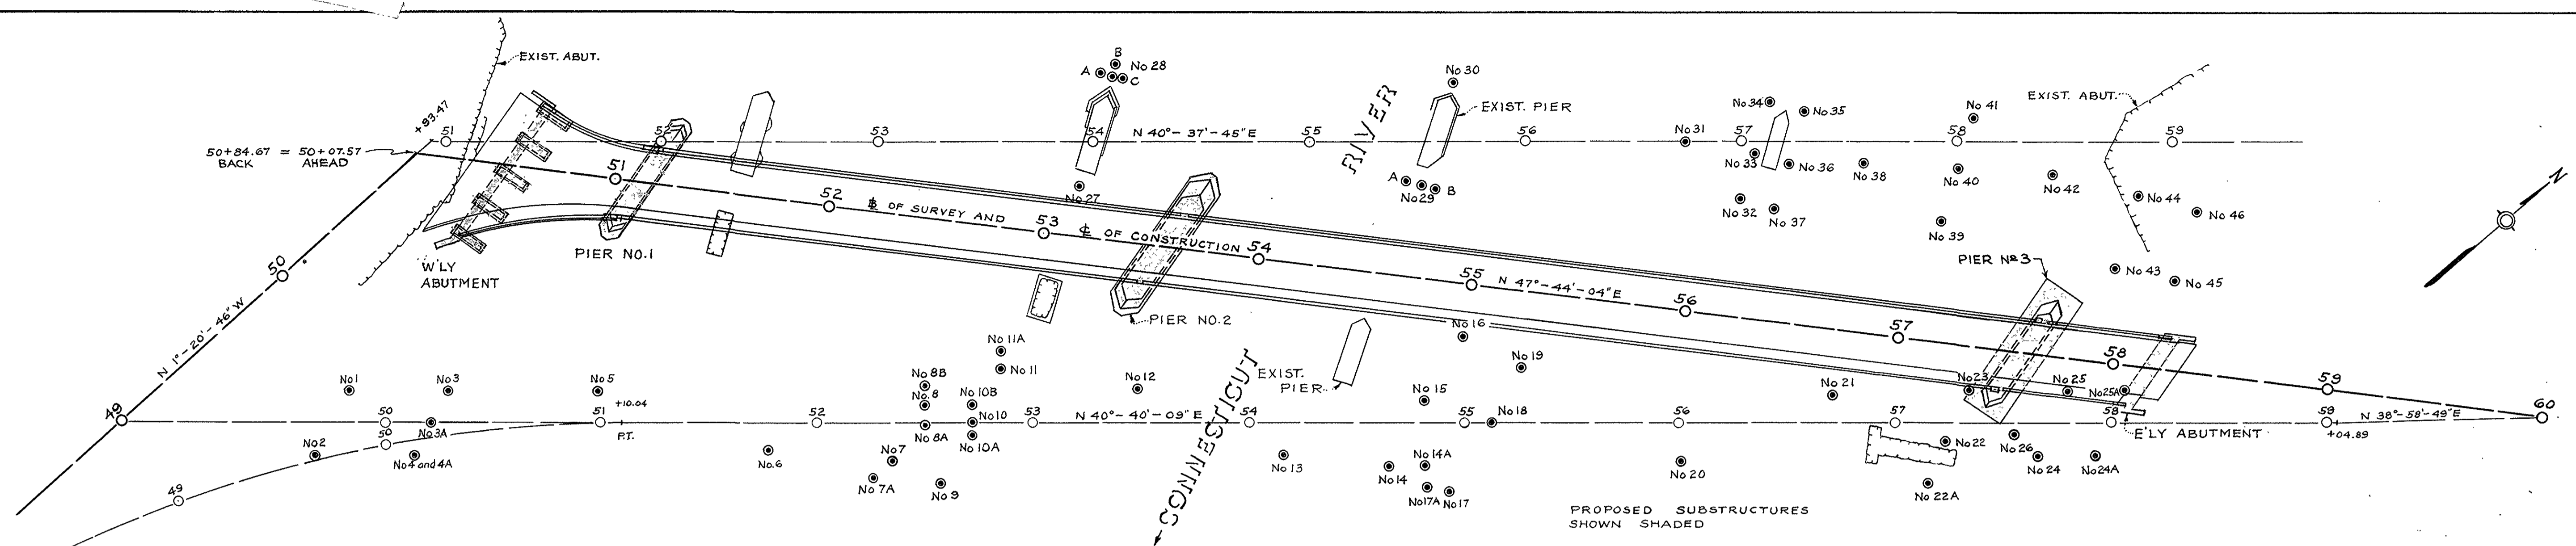 EXIST. ABUT.
B
A
No 28
C
No 30
RIVER
EXIST. PIER
No 34
No 35
No 41
EXIST. ABUT.
+93.47
51
52
53
54
N 40°- 37'- 45" E
55
56
No 31
57
58
59
50+84.67 = 50+07.57
BACK AHEAD
No 33
No 36
No 38
No 40
No 42
No 44
No 46
N
51
52
₿ OF SURVEY AND
53
℄ OF CONSTRUCTION
54
No 27
A
B
No 29
No 32
No 37
No 39
No 43
No 45
PIER NO.1
W'LY
ABUTMENT
50
PIER Nº 3
55
N 47°- 44'- 04" E
56
57
58
59
60
PIER NO.2
N 1°- 20'- 46" W
No 16
No 11A
No 11
No 19
EXIST.
PIER
CONNECTICUT
No 1
No 3
No 5
No 8B
No. 8
No 10B
No 12
No 15
No 21
No 23
No 25
No 25A
49
50
+10.04
51
52
No 10
53
N 40°- 40'- 09" E
54
55
No 18
56
57
58
59
N 38°- 58'- 49" E
No 3A
P.T.
No 8A
No 10A
+04.89
E'LY ABUTMENT
No 2
50
No 4 and 4A
No. 6
No 7
No 13
No 14A
No 14
No 20
No 22
No 26
No 24
No 24A
49
No 7A
No 9
No 17A
No 17
No 22A
PROPOSED SUBSTRUCTURES
SHOWN SHADED